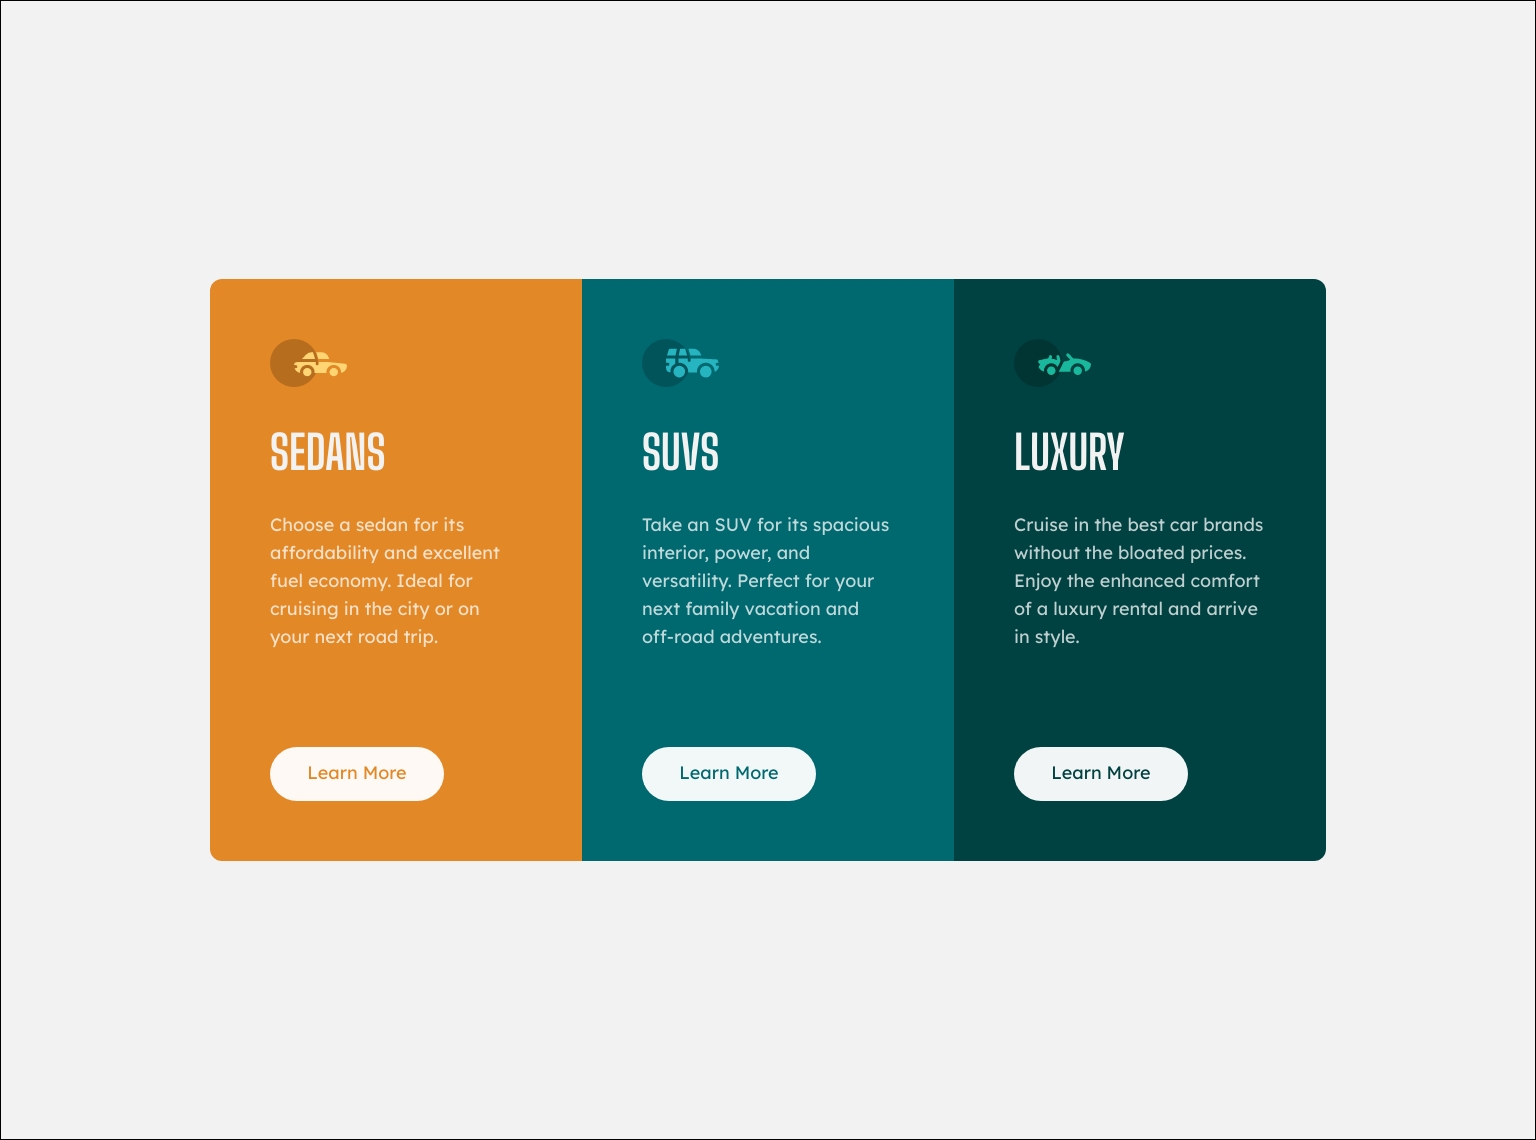 SEDANS
Choose a sedan for its
affordability and excellent
fuel economy. Ideal for
cruising in the city or on
your next road trip.
Learn More
SUVS
Take an SUV for its spacious
interior, power, and
versatility. Perfect for your
next family vacation and
off-road adventures.
Learn More
LUXURY
Cruise in the best car brands
without the bloated prices.
Enjoy the enhanced comfort
of a luxury rental and arrive
in style.
Learn More